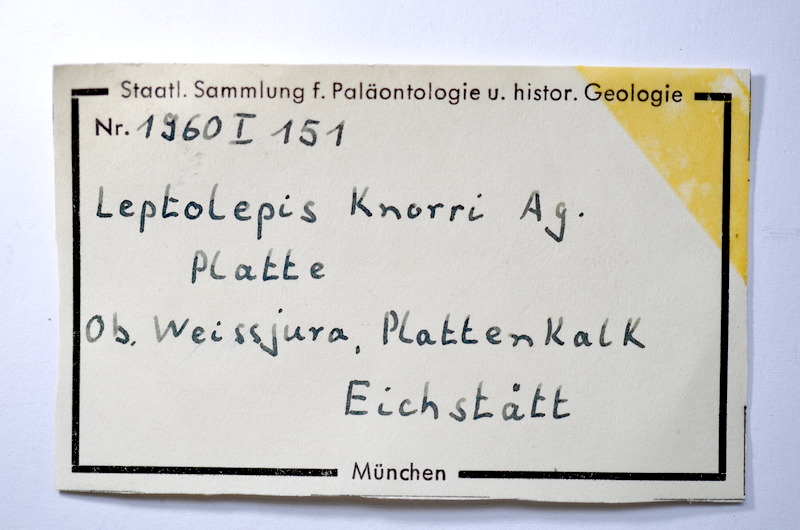 Staatl. Sammlung f. Paläontologie u. histor. Geologie
Nr. 1960 I 151
Leptolepis Knorri Ag.
Platte
Ob. Weissjura, Plattenkalk
Eichstätt
München